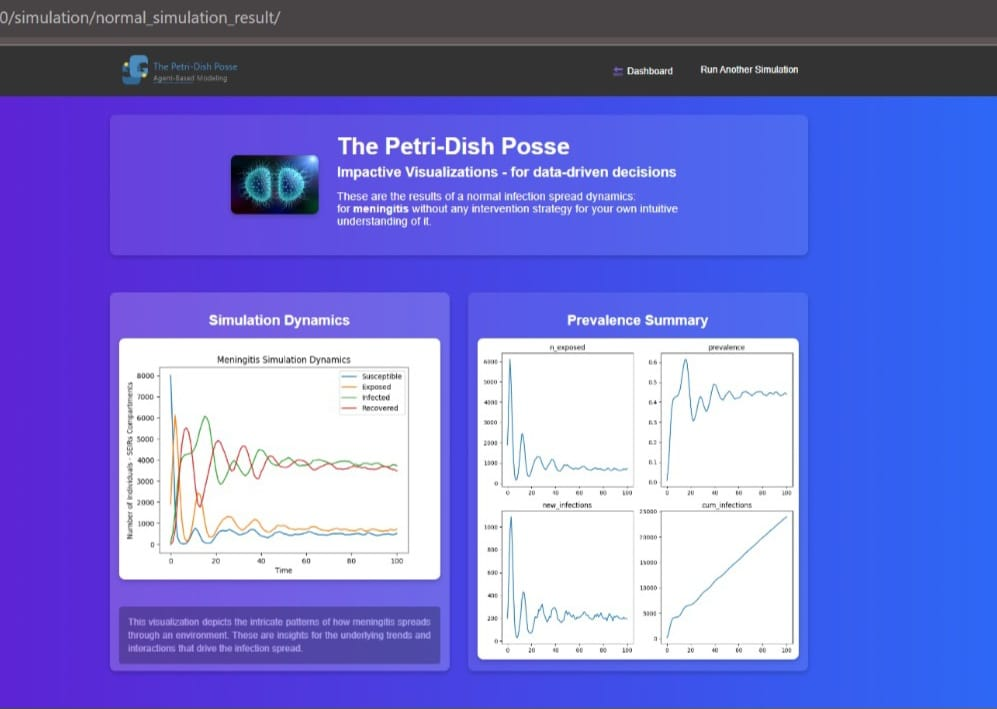 0/simulation/normal_simulation_result/
The Petri-Dish Posse
Agent-Based Modeling
Dashboard
Run Another Simulation
The Petri-Dish Posse
Impactive Visualizations - for data-driven decisions
These are the results of a normal infection spread dynamics:
for meningitis without any intervention strategy for your own intuitive
understanding of it.
Simulation Dynamics
Meningitis Simulation Dynamics
Susceptible
Exposed
Infected
Recovered
Number of Individuals - SEIRs Compartments
8000
7000
6000
5000
4000
3000
2000
1000
0
0 20 40 60 80 100
Time
This visualization depicts the intricate patterns of how meningitis spreads
through an environment. These are insights for the underlying trends and
interactions that drive the infection spread.
Prevalence Summary
n_exposed
6000
5000
4000
3000
2000
1000
0
0 20 40 60 80 100
prevalence
0.6
0.5
0.4
0.3
0.2
0.1
0.0
0 20 40 60 80 100
new_infections
1000
800
600
400
200
0
0 20 40 60 80 100
cum_infections
25000
20000
15000
10000
5000
0
0 20 40 60 80 100